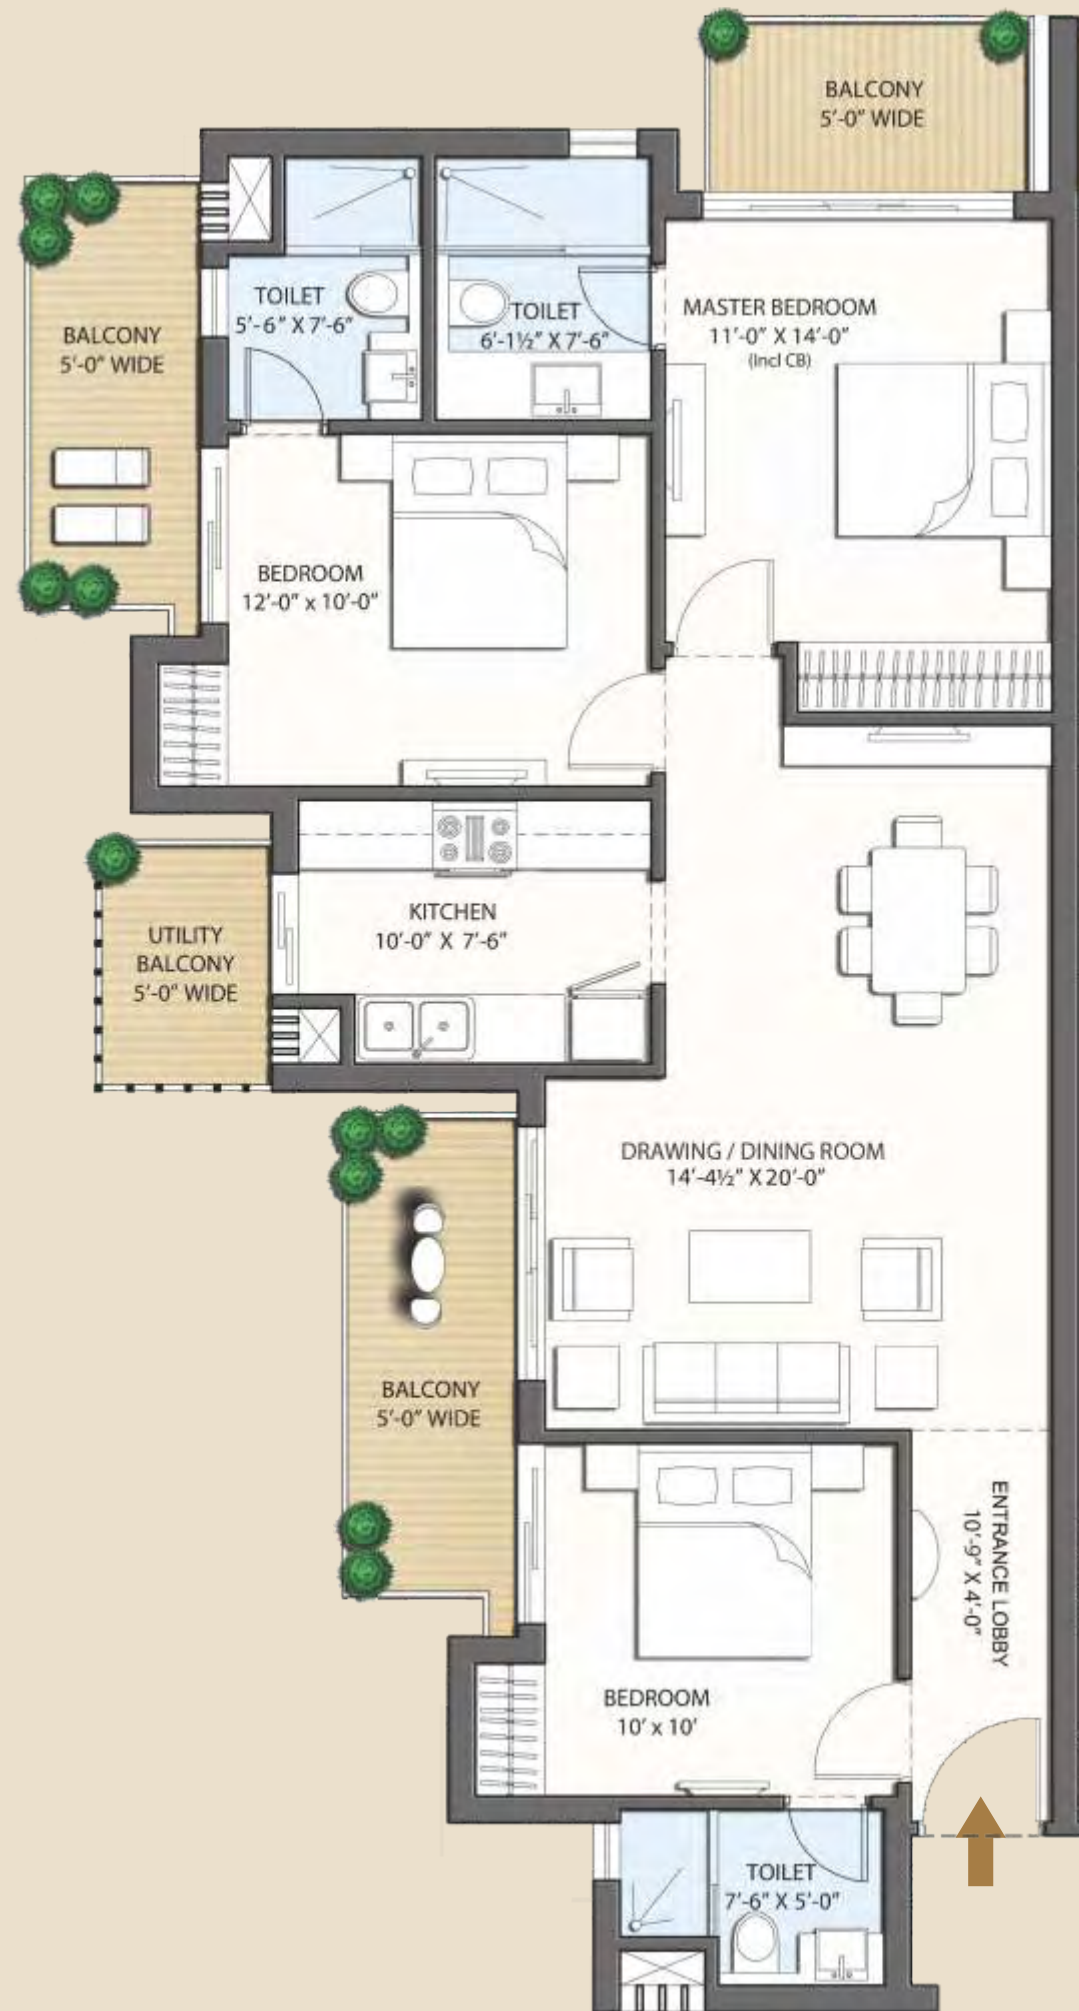 BALCONY
5'-0" WIDE
TOILET
5'-6" X 7'-6"
TOILET
6'-1½" X 7'-6"
MASTER BEDROOM
11'-0" X 14'-0"
(Incl CB)
BALCONY
5'-0" WIDE
BEDROOM
12'-0" x 10'-0"
KITCHEN
10'-0" X 7'-6"
UTILITY
BALCONY
5'-0" WIDE
DRAWING / DINING ROOM
14'-4½" X 20'-0"
BALCONY
5'-0" WIDE
ENTRANCE LOBBY
10'-9" X 4'-0"
BEDROOM
10' x 10'
TOILET
7'-6" X 5'-0"